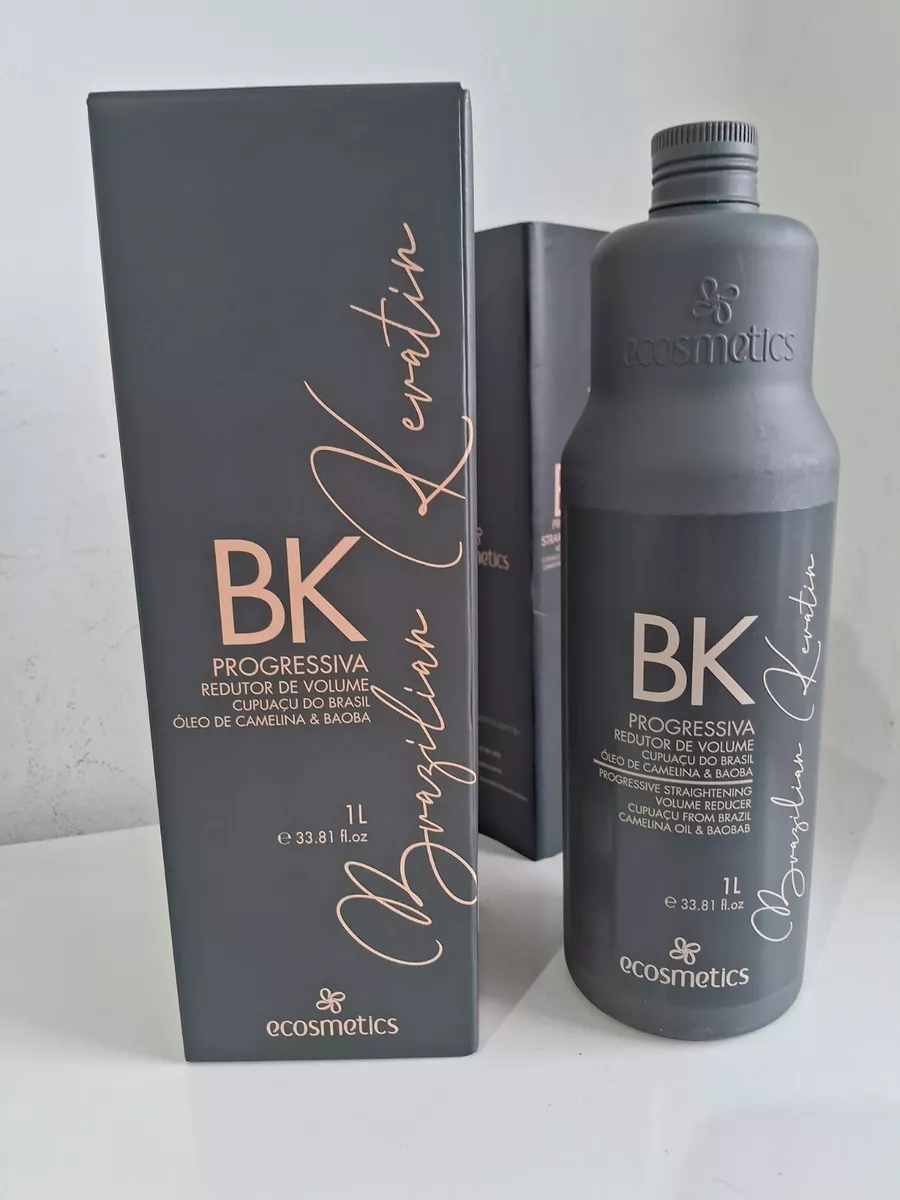 Brazilian Keratin
BK
PROGRESSIVA
REDUTOR DE VOLUME
CUPUAÇU DO BRASIL
ÓLEO DE CAMELINA & BAOBA
1L
℮ 33.81 fl.oz
ecosmetics
ecosmetics
BK
PROGRESSIVA
REDUTOR DE VOLUME
CUPUAÇU DO BRASIL
ÓLEO DE CAMELINA & BAOBA
PROGRESSIVE STRAIGHTENING
VOLUME REDUCER
CUPUAÇU FROM BRAZIL
CAMELINA OIL & BAOBAB
Brazilian Keratin
1L
℮ 33.81 fl.oz
ecosmetics